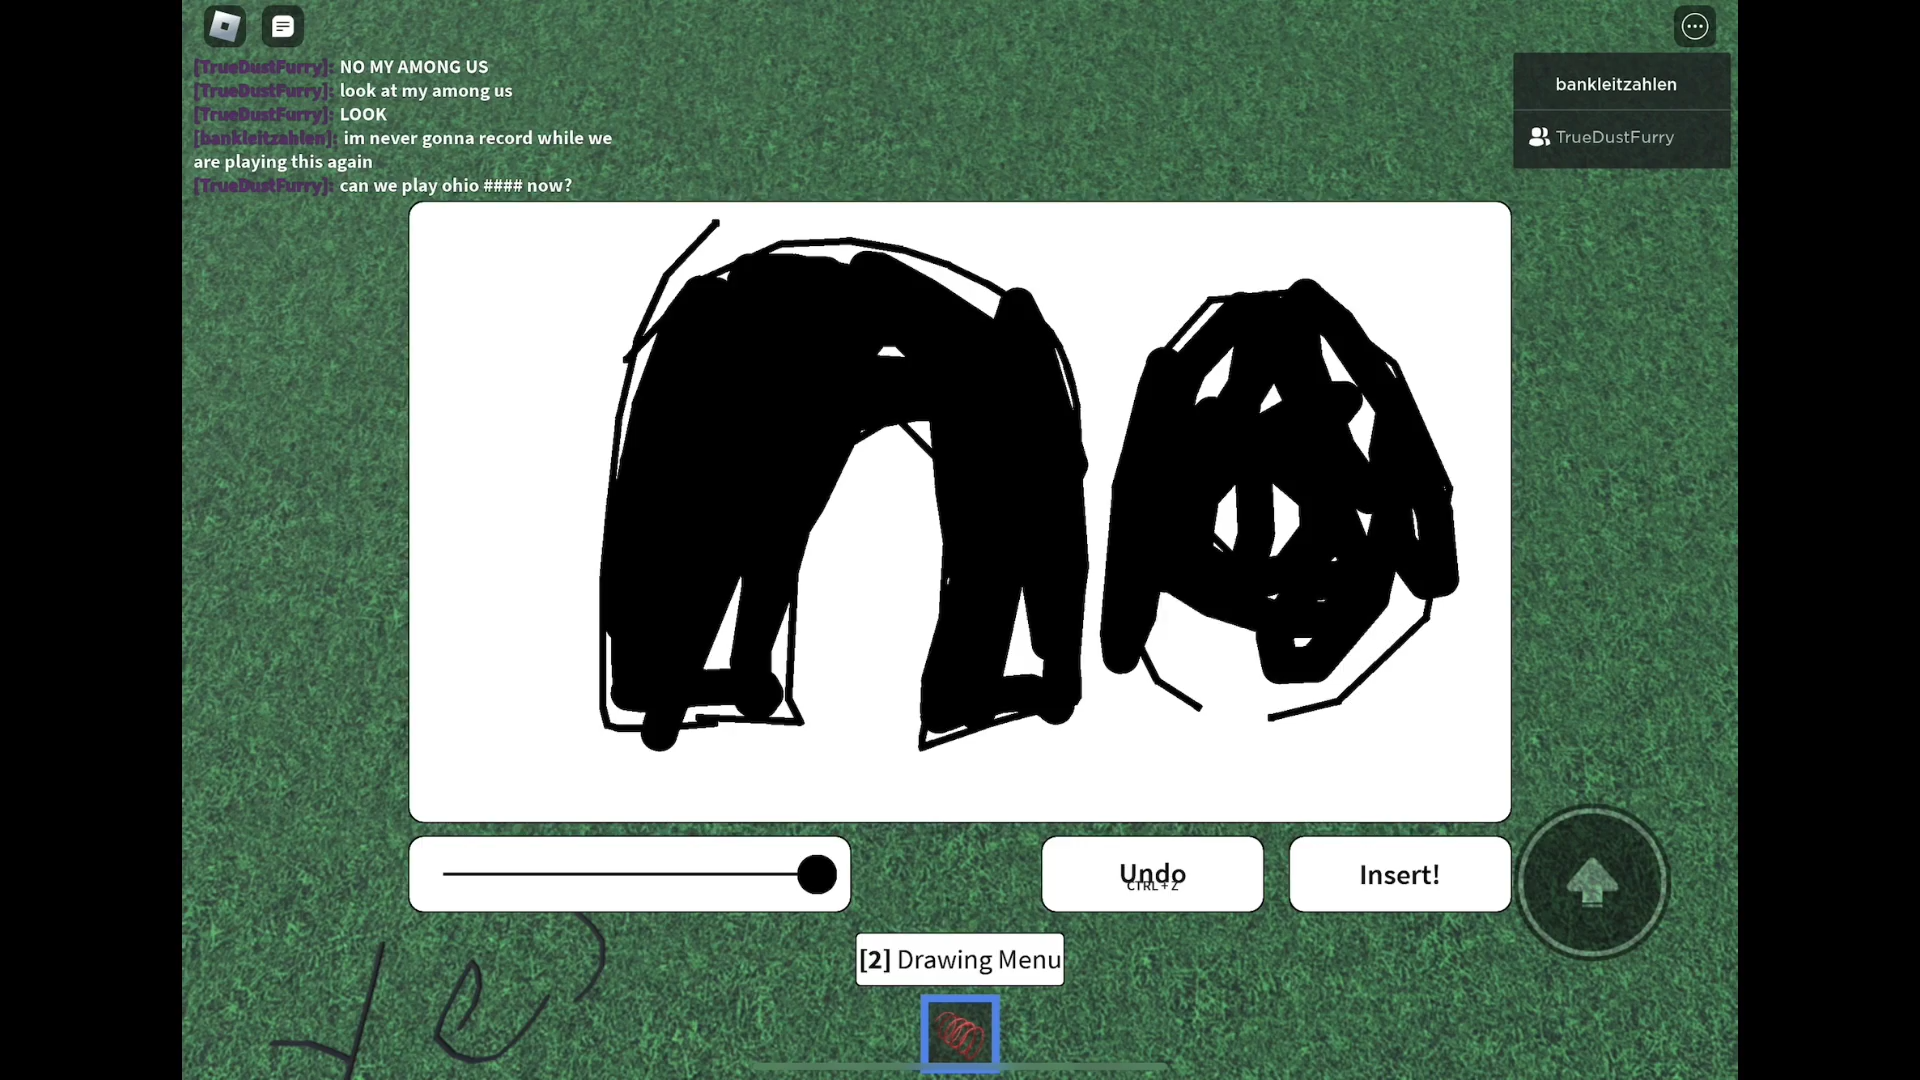 [TrueDustFurry]: NO MY AMONG US
[TrueDustFurry]: look at my among us
[TrueDustFurry]: LOOK
[bankleitzahlen]: im never gonna record while we
are playing this again
[TrueDustFurry]: can we play ohio #### now?
bankleitzahlen
TrueDustFurry
Undo
CTRL+Z
Insert!
[2] Drawing Menu